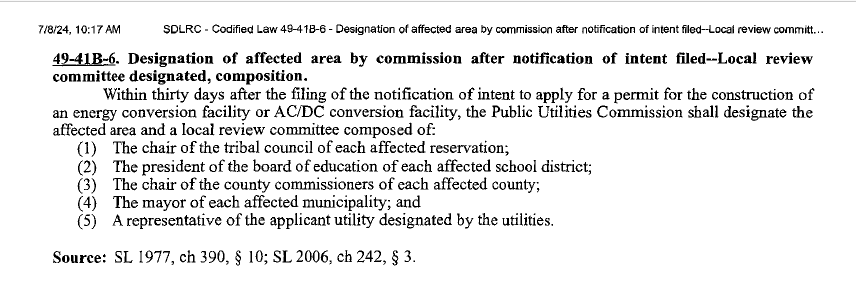 7/8/24, 10:17 AM SDLRC - Codified Law 49-41B-6 - Designation of affected area by commission after notification of intent filed--Local review committ...
49-41B-6. Designation of affected area by commission after notification of intent filed--Local review
committee designated, composition.
Within thirty days after the filing of the notification of intent to apply for a permit for the construction of
an energy conversion facility or AC/DC conversion facility, the Public Utilities Commission shall designate the
affected area and a local review committee composed of:
(1) The chair of the tribal council of each affected reservation;
(2) The president of the board of education of each affected school district;
(3) The chair of the county commissioners of each affected county;
(4) The mayor of each affected municipality; and
(5) A representative of the applicant utility designated by the utilities.
Source: SL 1977, ch 390, § 10; SL 2006, ch 242, § 3.